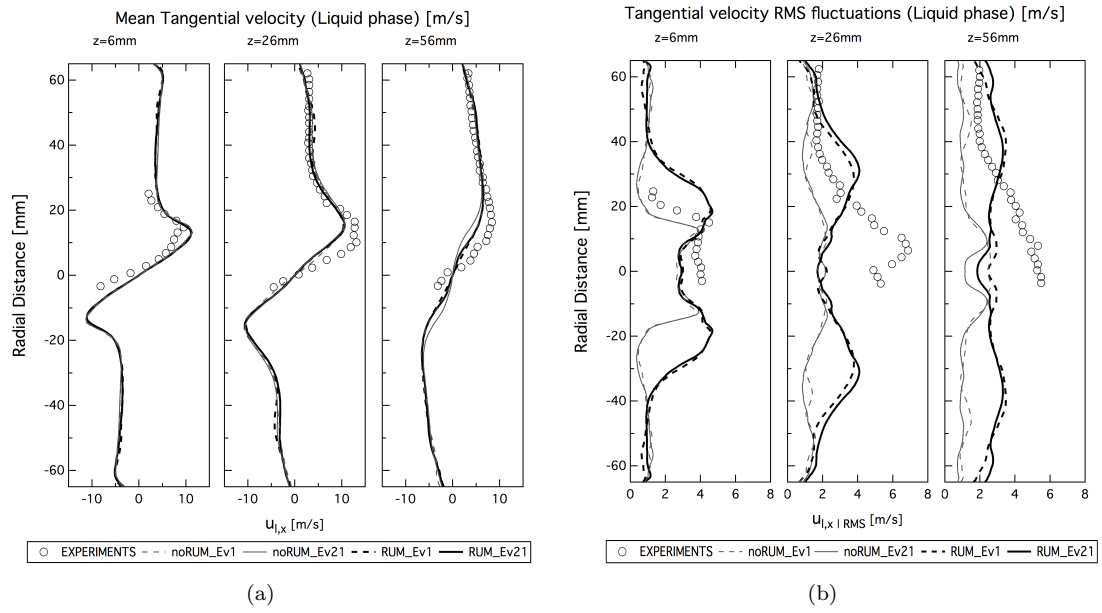 Mean Tangential velocity (Liquid phase) [m/s]
z=6mm z=26mm z=56mm
60
40
20
0
-20
-40
-60
Radial Distance [mm]
-10 0 10 -10 0 10 -10 0 10
u_l,x [m/s]
EXPERIMENTS noRUM_Ev1 noRUM_Ev21 RUM_Ev1 RUM_Ev21
(a)
Tangential velocity RMS fluctuations (Liquid phase) [m/s]
z=6mm z=26mm z=56mm
60
40
20
0
-20
-40
-60
Radial Distance [mm]
0 2 4 6 8 0 2 4 6 8 0 2 4 6 8
u_l,x | RMS [m/s]
EXPERIMENTS noRUM_Ev1 noRUM_Ev21 RUM_Ev1 RUM_Ev21
(b)